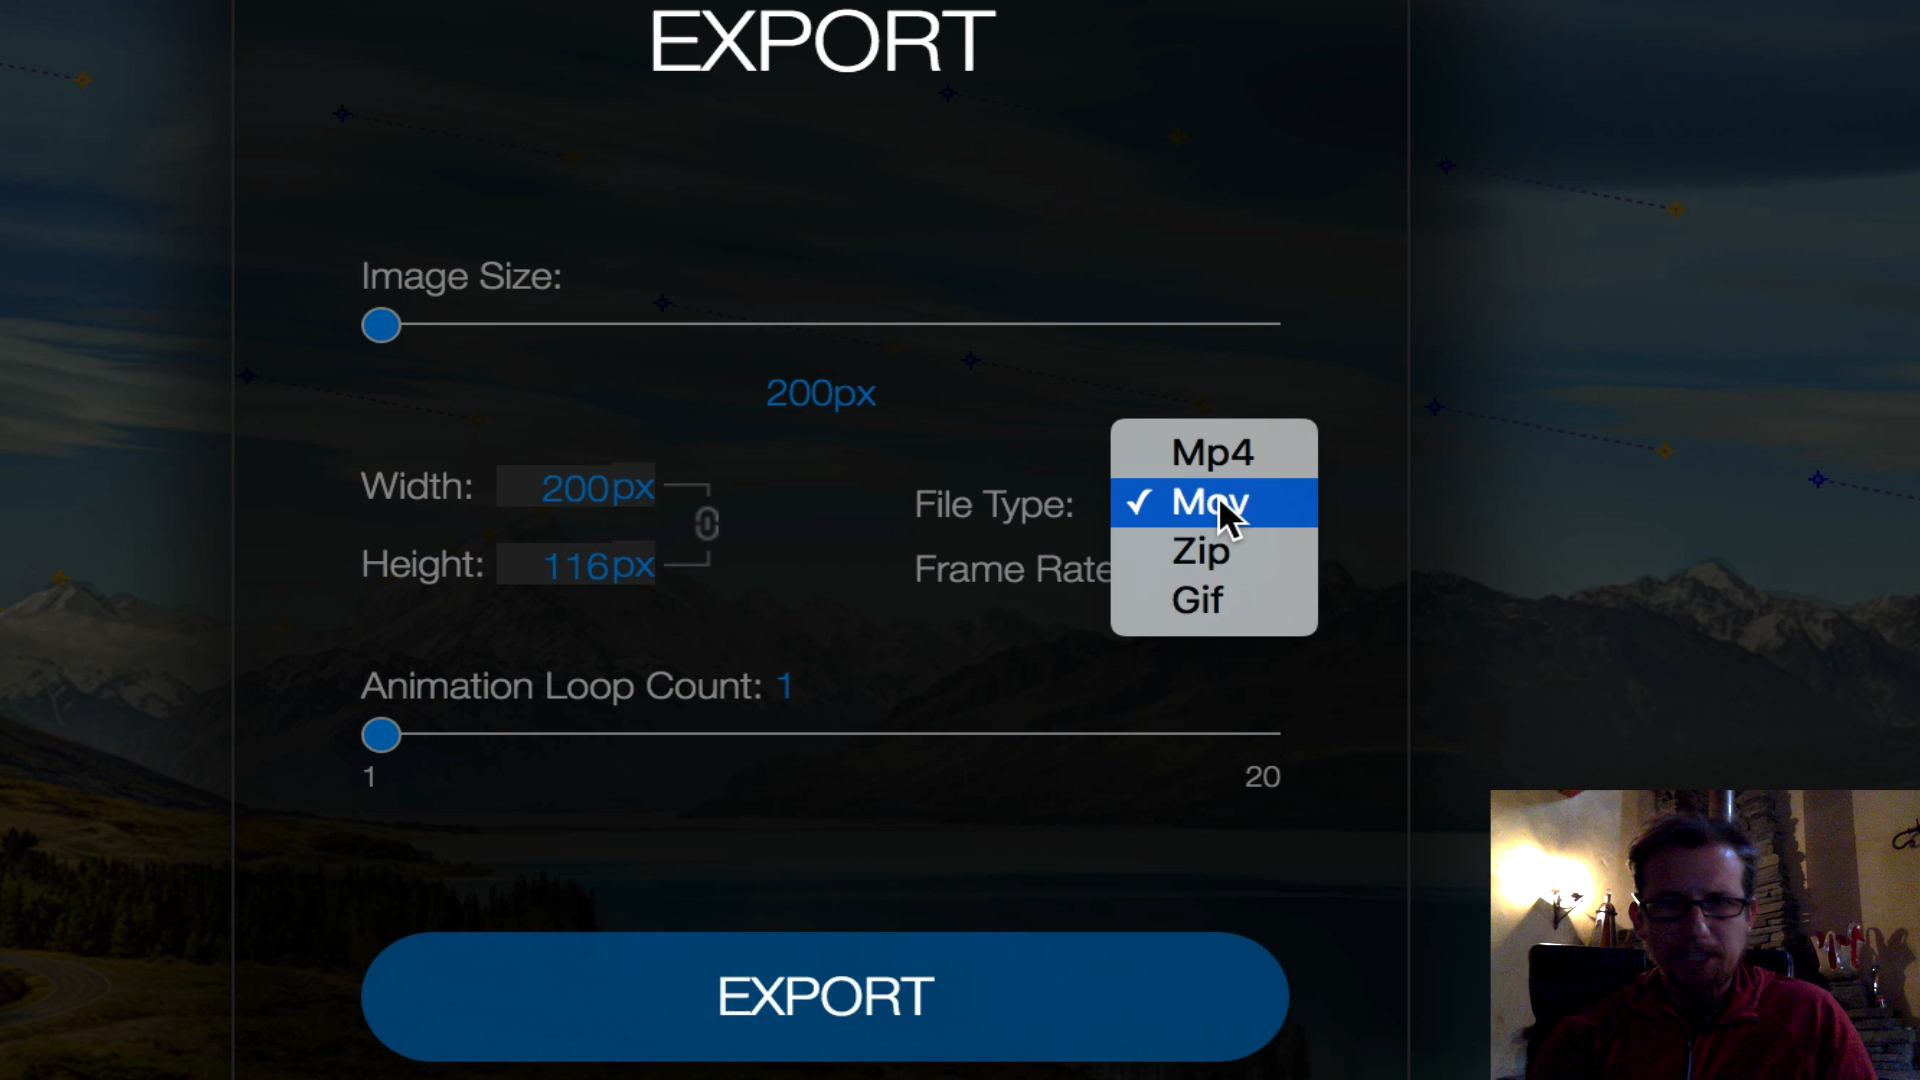 EXPORT
Image Size:
200px
Width: 200px
Height: 116px
File Type:
Frame Rate
Mp4
✓ Mov
Zip
Gif
Animation Loop Count: 1
1
20
EXPORT